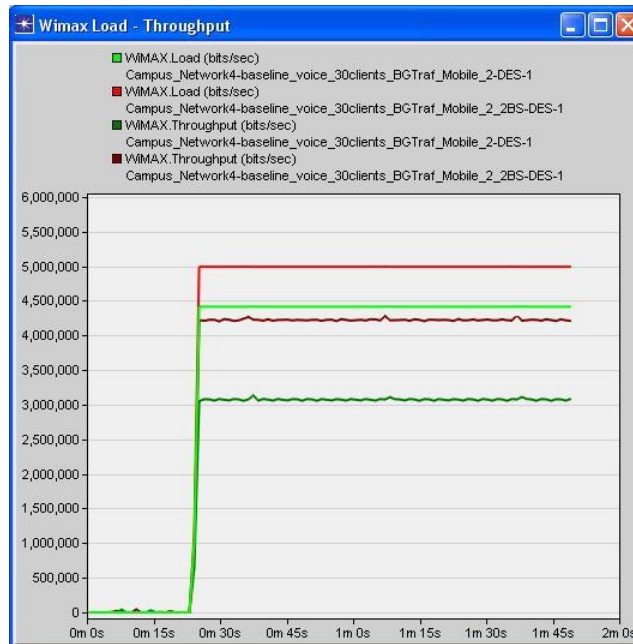 Wimax Load - Throughput
WiMAX.Load (bits/sec)
Campus_Network4-baseline_voice_30clients_BGTraf_Mobile_2-DES-1
WiMAX.Load (bits/sec)
Campus_Network4-baseline_voice_30clients_BGTraf_Mobile_2_2BS-DES-1
WiMAX.Throughput (bits/sec)
Campus_Network4-baseline_voice_30clients_BGTraf_Mobile_2-DES-1
WiMAX.Throughput (bits/sec)
Campus_Network4-baseline_voice_30clients_BGTraf_Mobile_2_2BS-DES-1
6,000,000
5,500,000
5,000,000
4,500,000
4,000,000
3,500,000
3,000,000
2,500,000
2,000,000
1,500,000
1,000,000
500,000
0
0m 0s 0m 15s 0m 30s 0m 45s 1m 0s 1m 15s 1m 30s 1m 45s 2m 0s